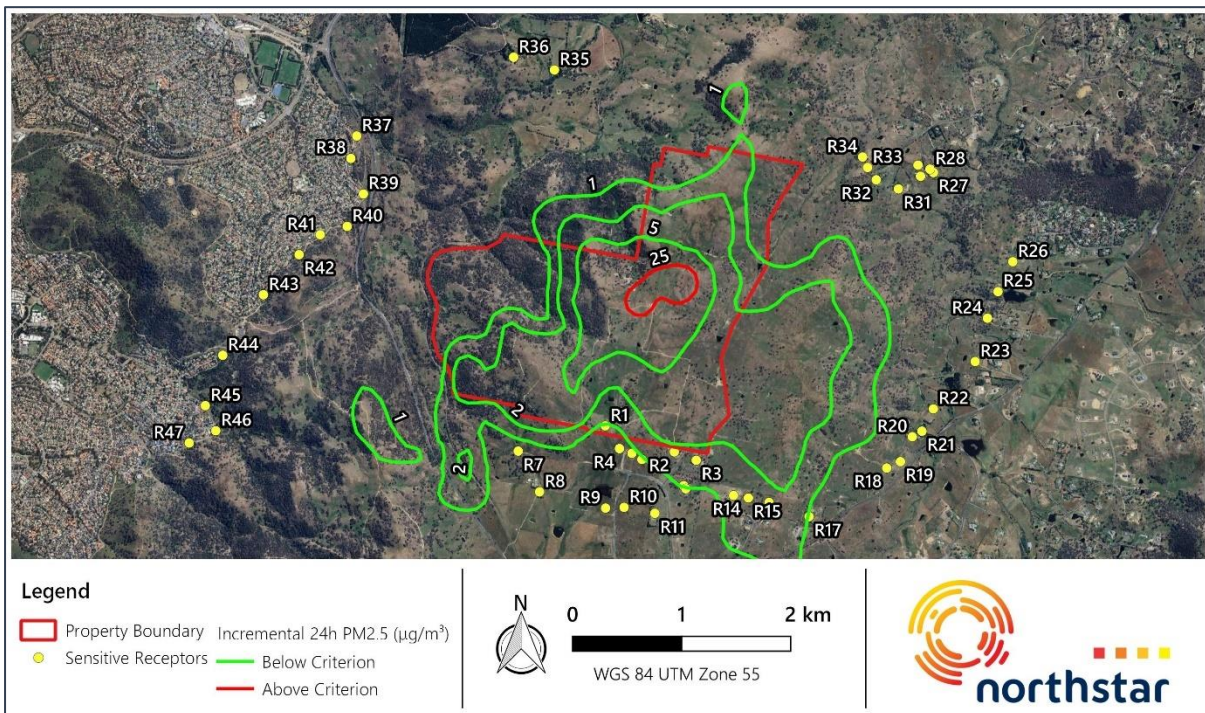 R36
R35
1
R37
R38
R34
R33
R28
R39
1
R32
R27
R31
R40
R41
5
R42
25
R26
R43
R25
R24
R44
R23
R45
2
R1
R22
R46
1
R47
R20
R21
R4
R2
R7
2
R3
R19
R18
R8
R9
R10
R14
R15
R11
R17
Legend
Property Boundary
Sensitive Receptors
Incremental 24h PM2.5 (µg/m³)
Below Criterion
Above Criterion
N
0 1 2 km
WGS 84 UTM Zone 55
northstar